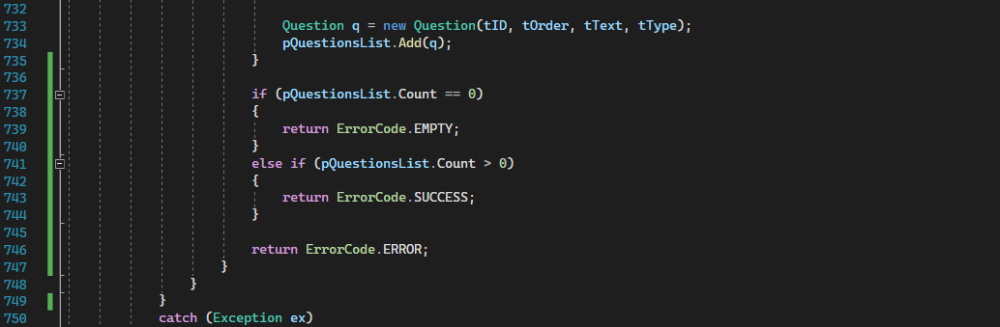 732
733 Question q = new Question(tID, tOrder, tText, tType);
734 pQuestionsList.Add(q);
735 }
736
737 if (pQuestionsList.Count == 0)
738 {
739 return ErrorCode.EMPTY;
740 }
741 else if (pQuestionsList.Count > 0)
742 {
743 return ErrorCode.SUCCESS;
744 }
745
746 return ErrorCode.ERROR;
747 }
748 }
749 }
750 catch (Exception ex)